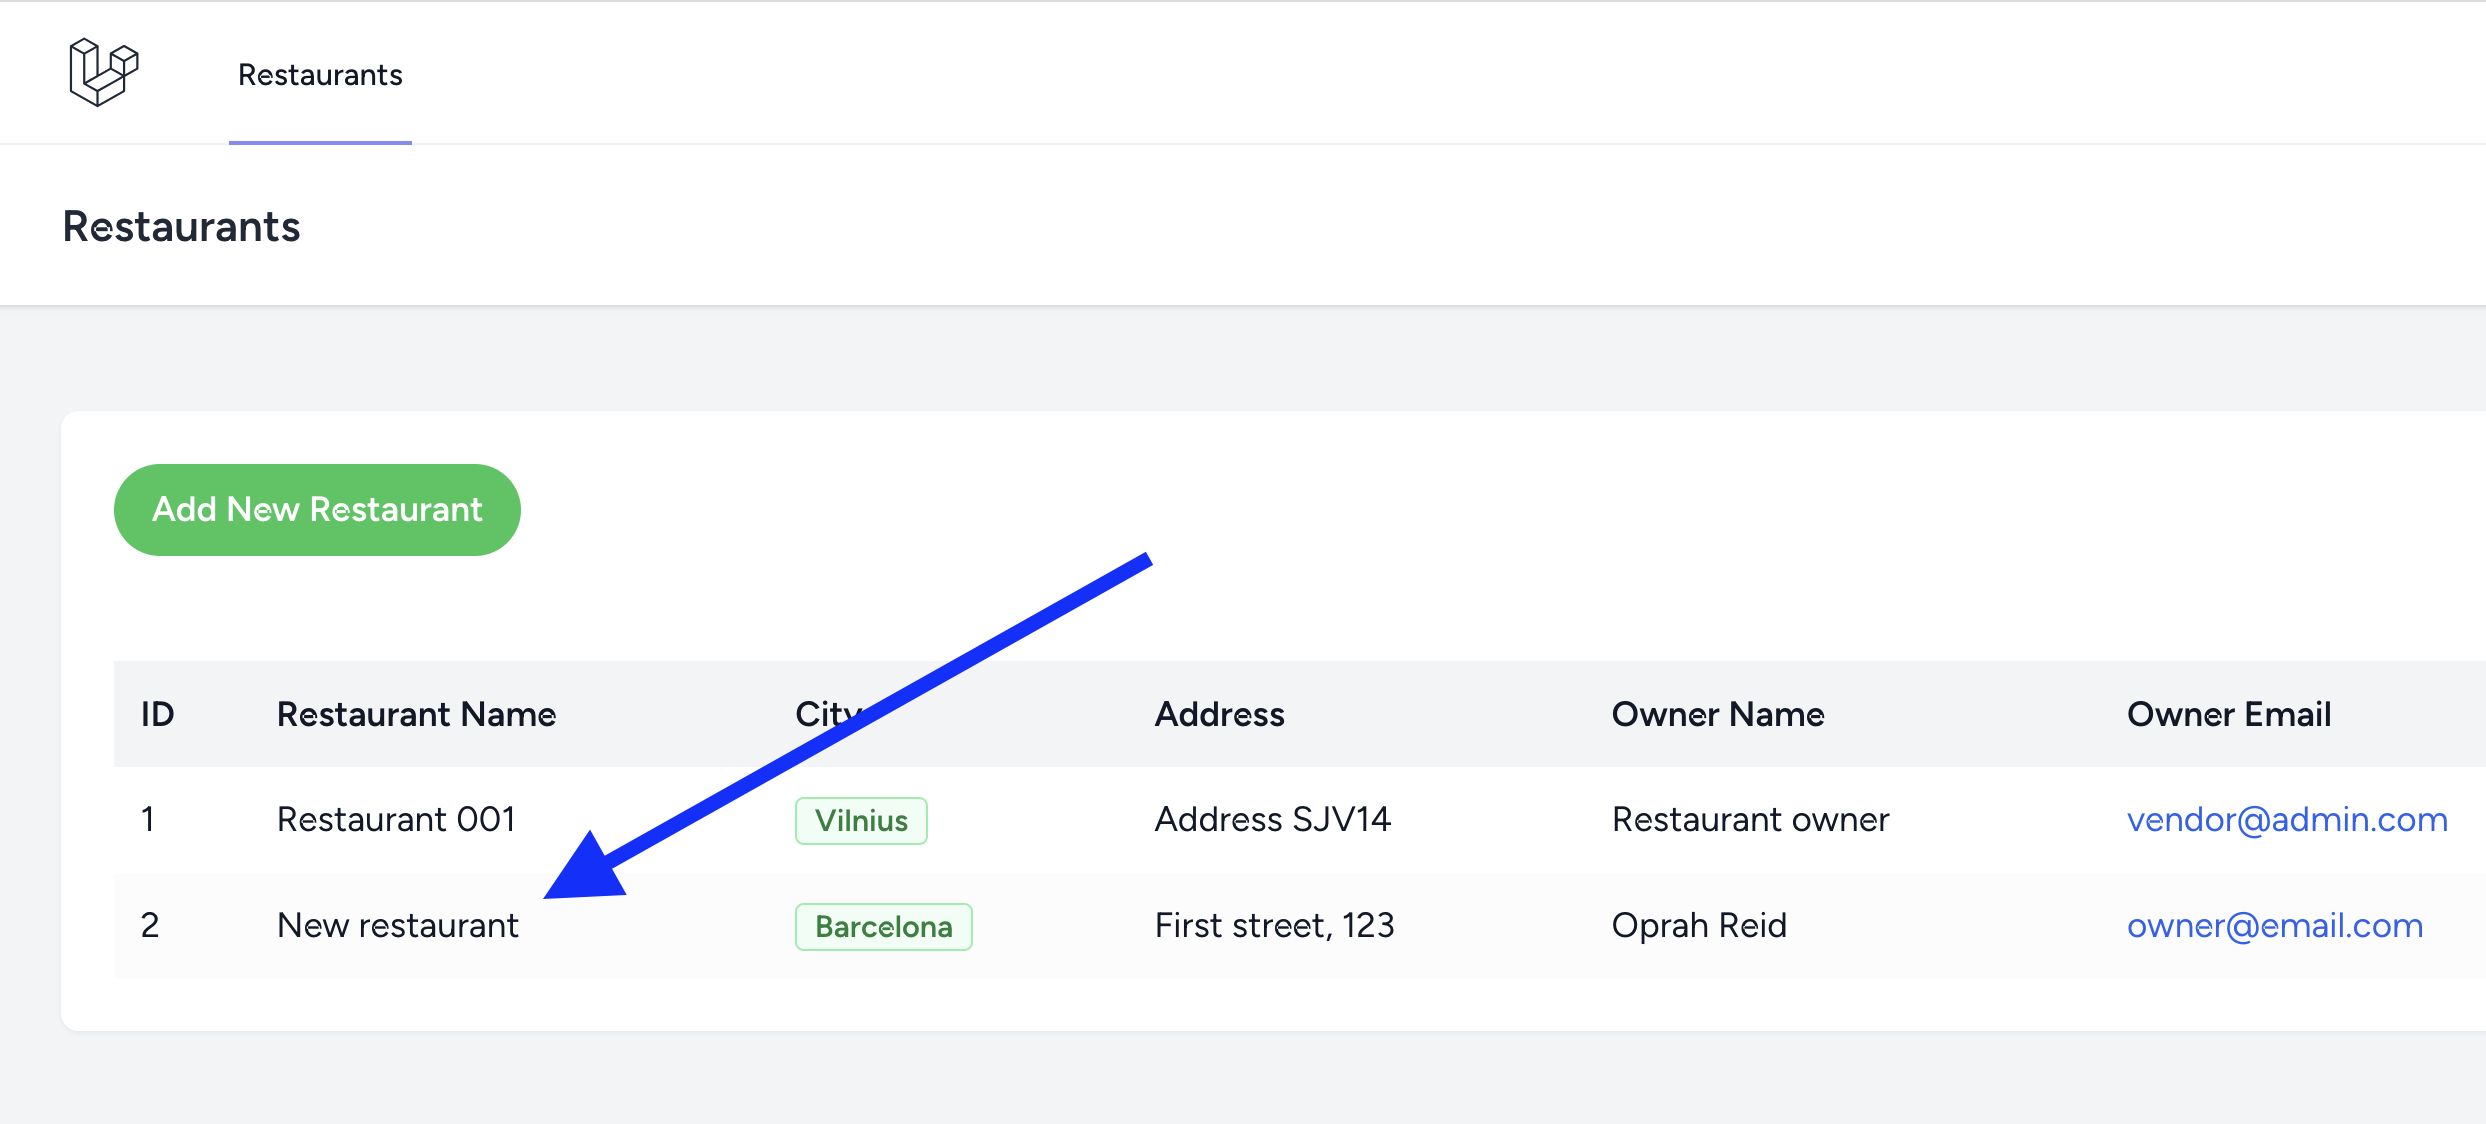 Restaurants
Restaurants
Add New Restaurant
ID Restaurant Name City Address Owner Name Owner Email
1 Restaurant 001 Vilnius Address SJV14 Restaurant owner vendor@admin.com
2 New restaurant Barcelona First street, 123 Oprah Reid owner@email.com